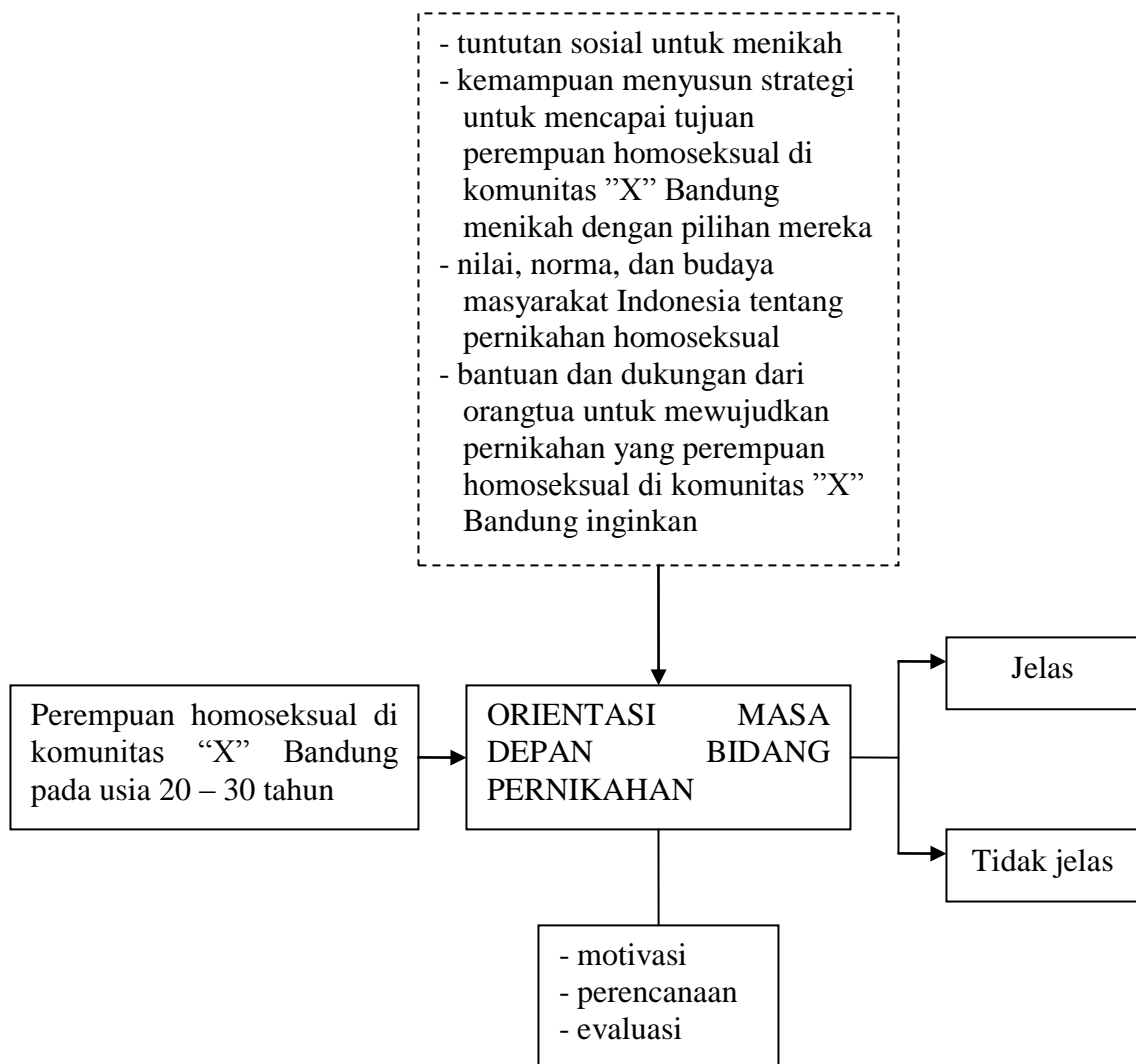 - tuntutan sosial untuk menikah
- kemampuan menyusun strategi
untuk mencapai tujuan
perempuan homoseksual di
komunitas ”X” Bandung
menikah dengan pilihan mereka
- nilai, norma, dan budaya
masyarakat Indonesia tentang
pernikahan homoseksual
- bantuan dan dukungan dari
orangtua untuk mewujudkan
pernikahan yang perempuan
homoseksual di komunitas ”X”
Bandung inginkan
Perempuan homoseksual di
komunitas “X” Bandung
pada usia 20 – 30 tahun
ORIENTASI MASA
DEPAN BIDANG
PERNIKAHAN
Jelas
Tidak jelas
- motivasi
- perencanaan
- evaluasi